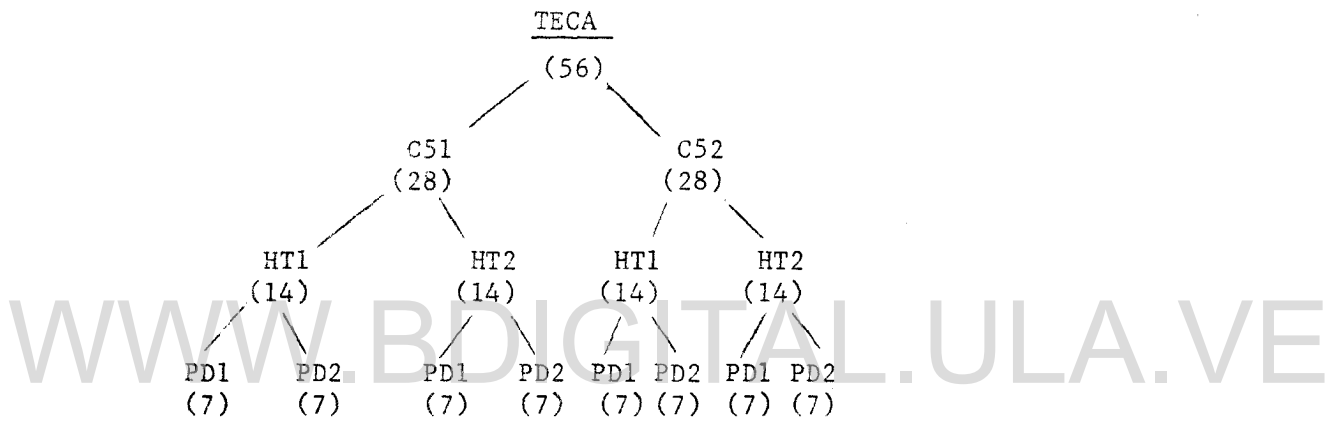 TECA
(56)
C51 C52
(28) (28)
HT1 HT2 HT1 HT2
(14) (14) (14) (14)
WWW.BDIGITAL.ULA.VE
PD1 PD2 PD1 PD2 PD1 PD2 PD1 PD2
(7) (7) (7) (7) (7) (7) (7) (7)